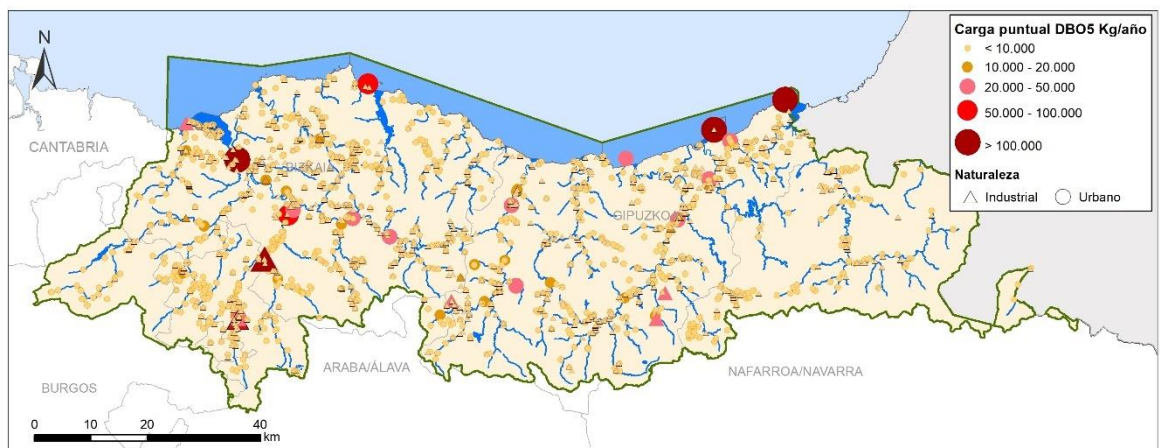 N
CANTABRIA
BIZKAIA
GIPUZKO
BURGOS
ARABA/ÁLAVA
NAFARROA/NAVARRA
0 10 20 40
km
Carga puntual DBO5 Kg/año
< 10.000
10.000 - 20.000
20.000 - 50.000
50.000 - 100.000
> 100.000
Naturaleza
Industrial Urbano